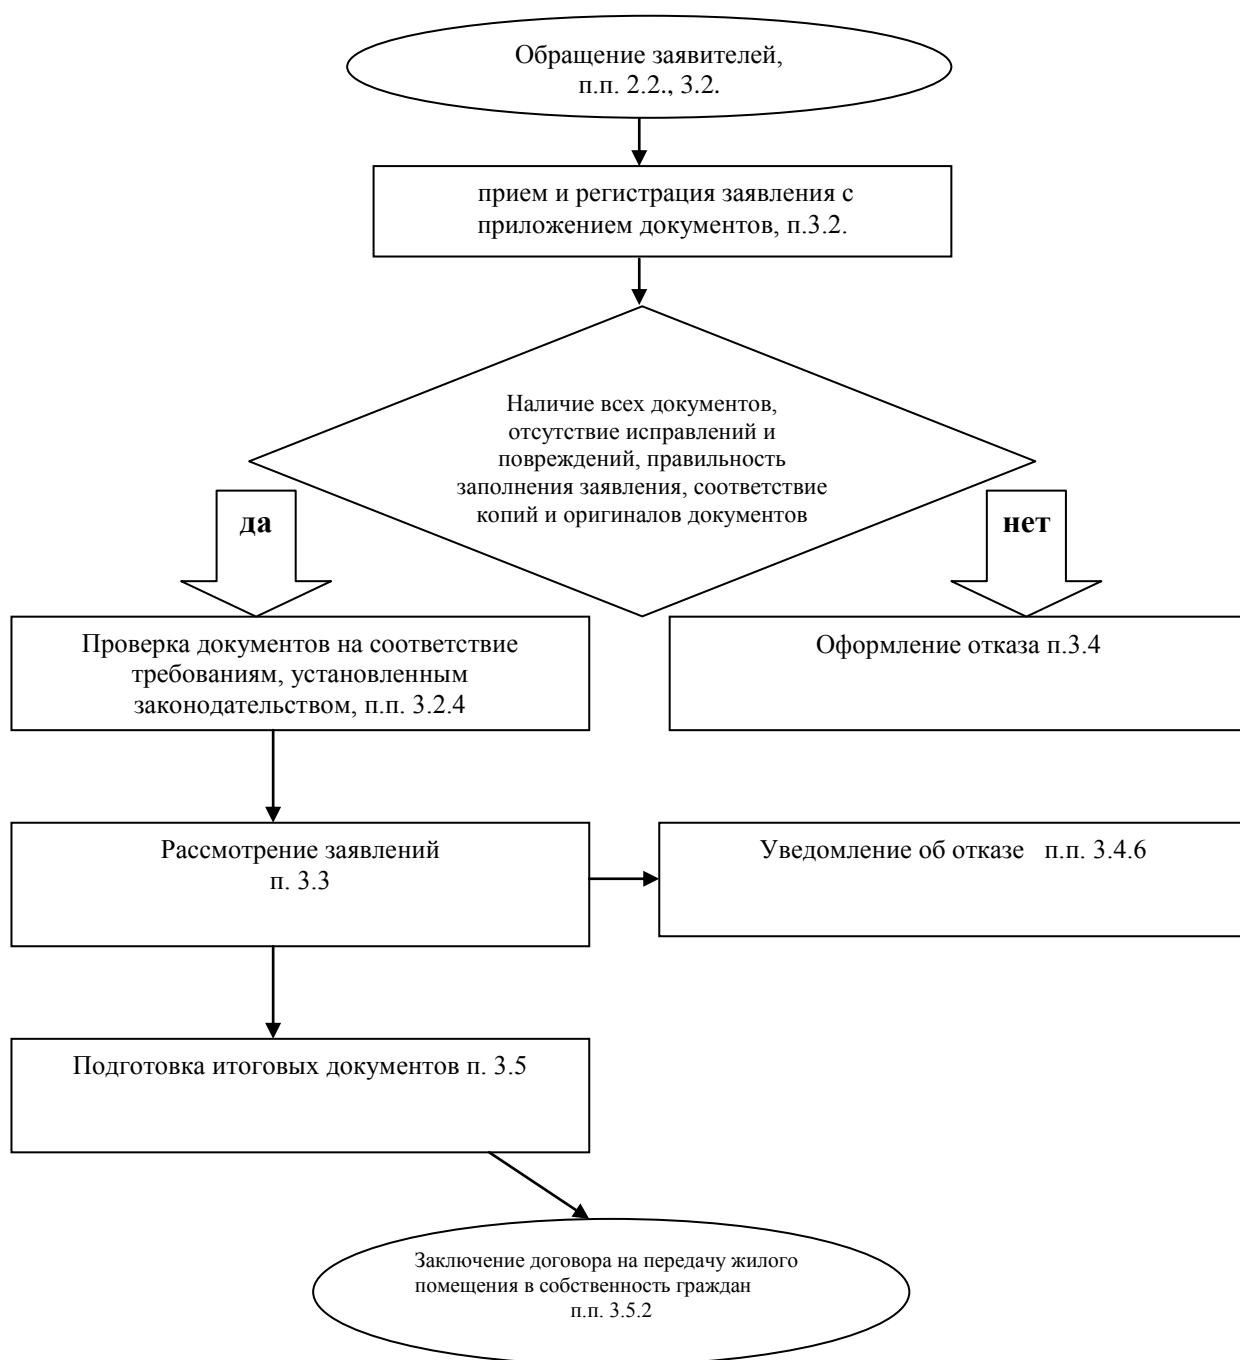 Обращение заявителей,
п.п. 2.2., 3.2.
прием и регистрация заявления с
приложением документов, п.3.2.
Наличие всех документов,
отсутствие исправлений и
повреждений, правильность
заполнения заявления, соответствие
копий и оригиналов документов
да
нет
Проверка документов на соответствие
требованиям, установленным
законодательством, п.п. 3.2.4
Оформление отказа п.3.4
Рассмотрение заявлений
п. 3.3
Уведомление об отказе п.п. 3.4.6
Подготовка итоговых документов п. 3.5
Заключение договора на передачу жилого
помещения в собственность граждан
п.п. 3.5.2